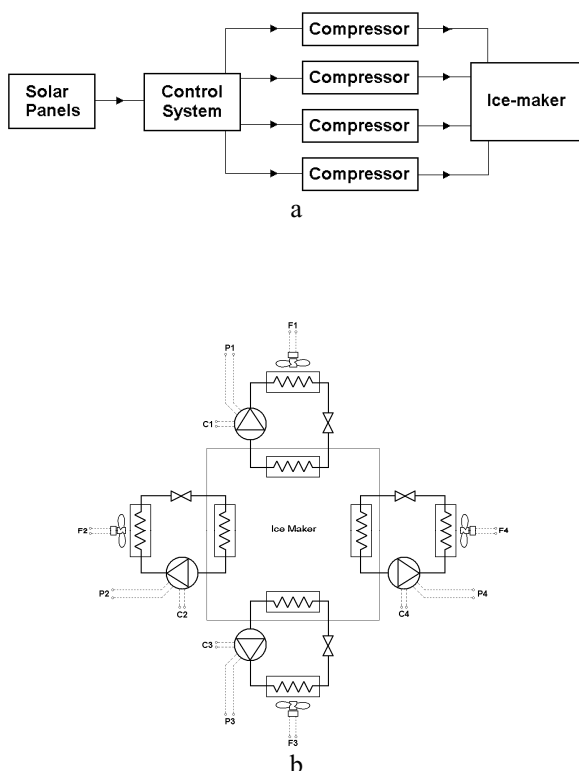 Compressor
Compressor
Solar
Panels
Control
System
Ice-maker
Compressor
Compressor
a
F1
P1
C1
F2
Ice Maker
F4
P2
C2
C4
P4
C3
P3
F3
b